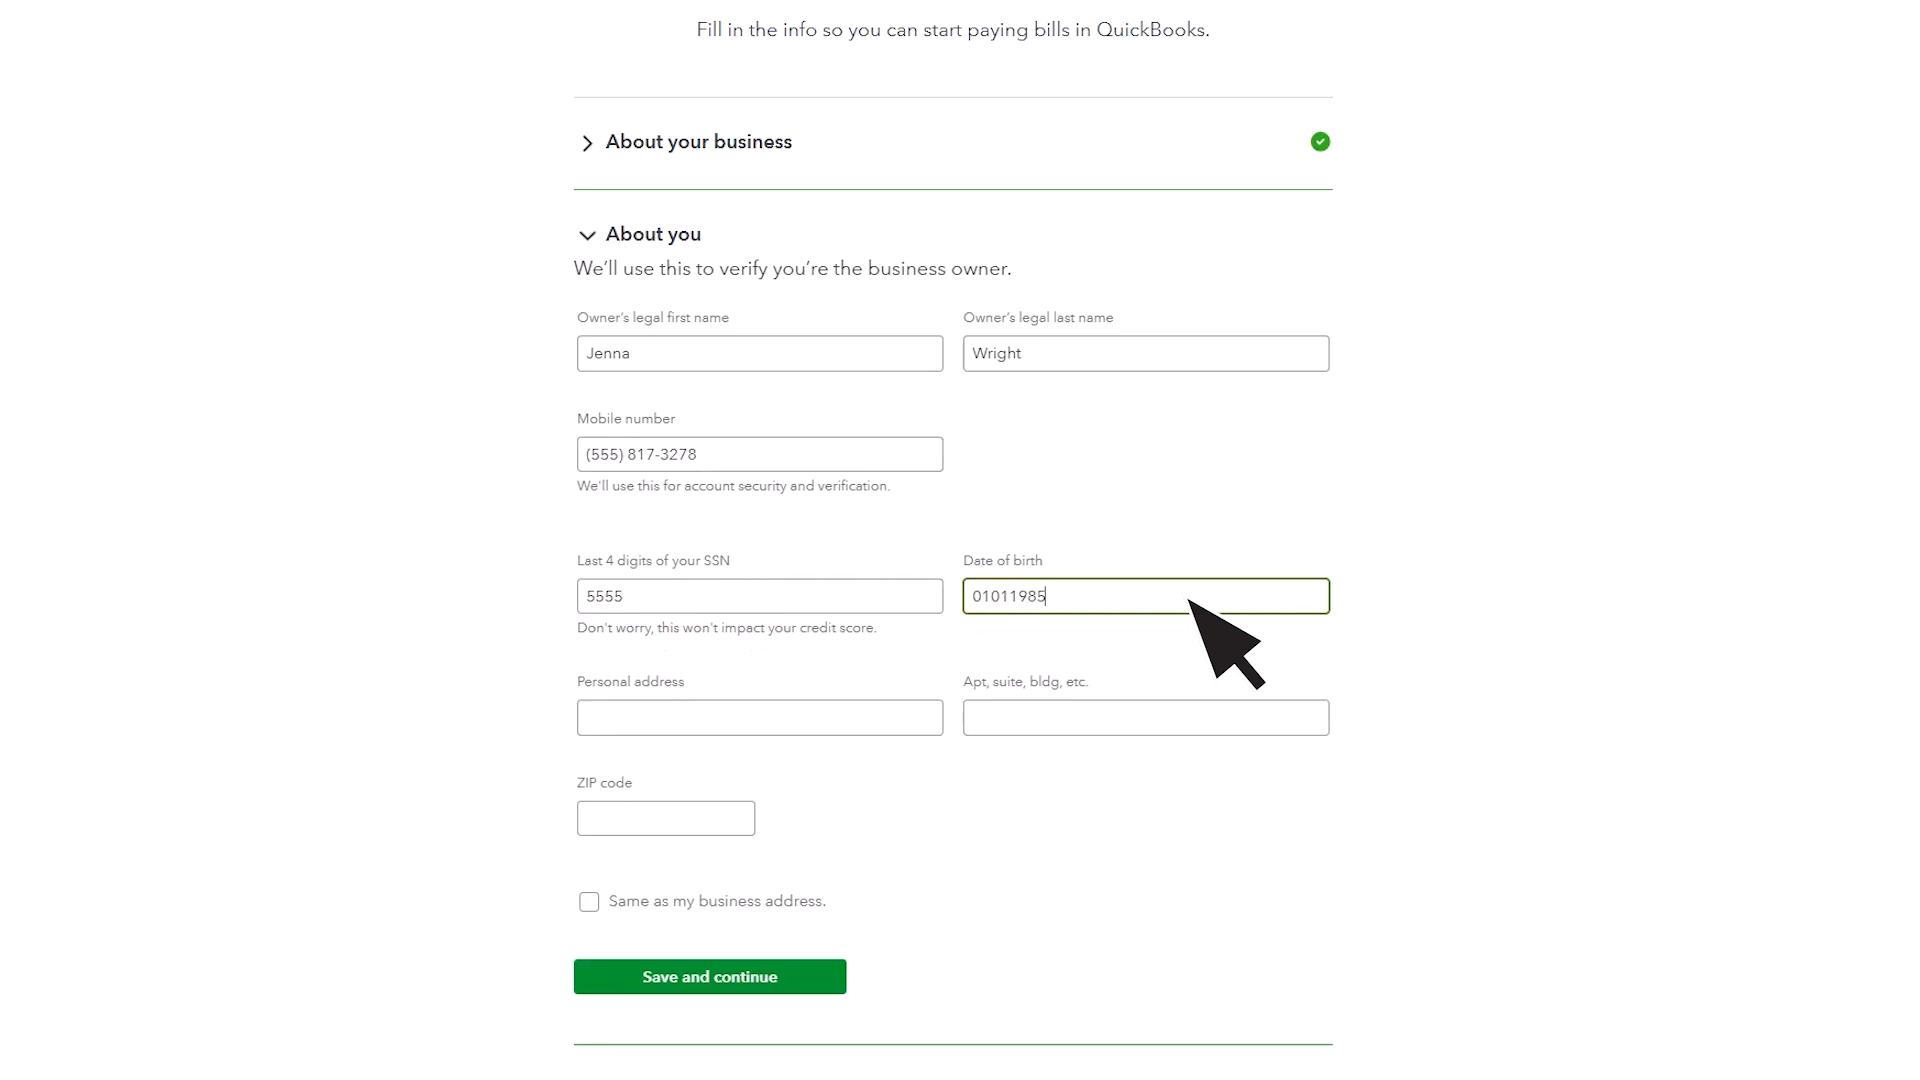 Fill in the info so you can start paying bills in QuickBooks.
About your business
About you
We’ll use this to verify you’re the business owner.
Owner’s legal first name
Owner’s legal last name
Jenna
Wright
Mobile number
(555) 817-3278
We'll use this for account security and verification.
Last 4 digits of your SSN
Date of birth
5555
01011985
Don't worry, this won't impact your credit score.
Personal address
Apt, suite, bldg, etc.
ZIP code
Same as my business address.
Save and continue